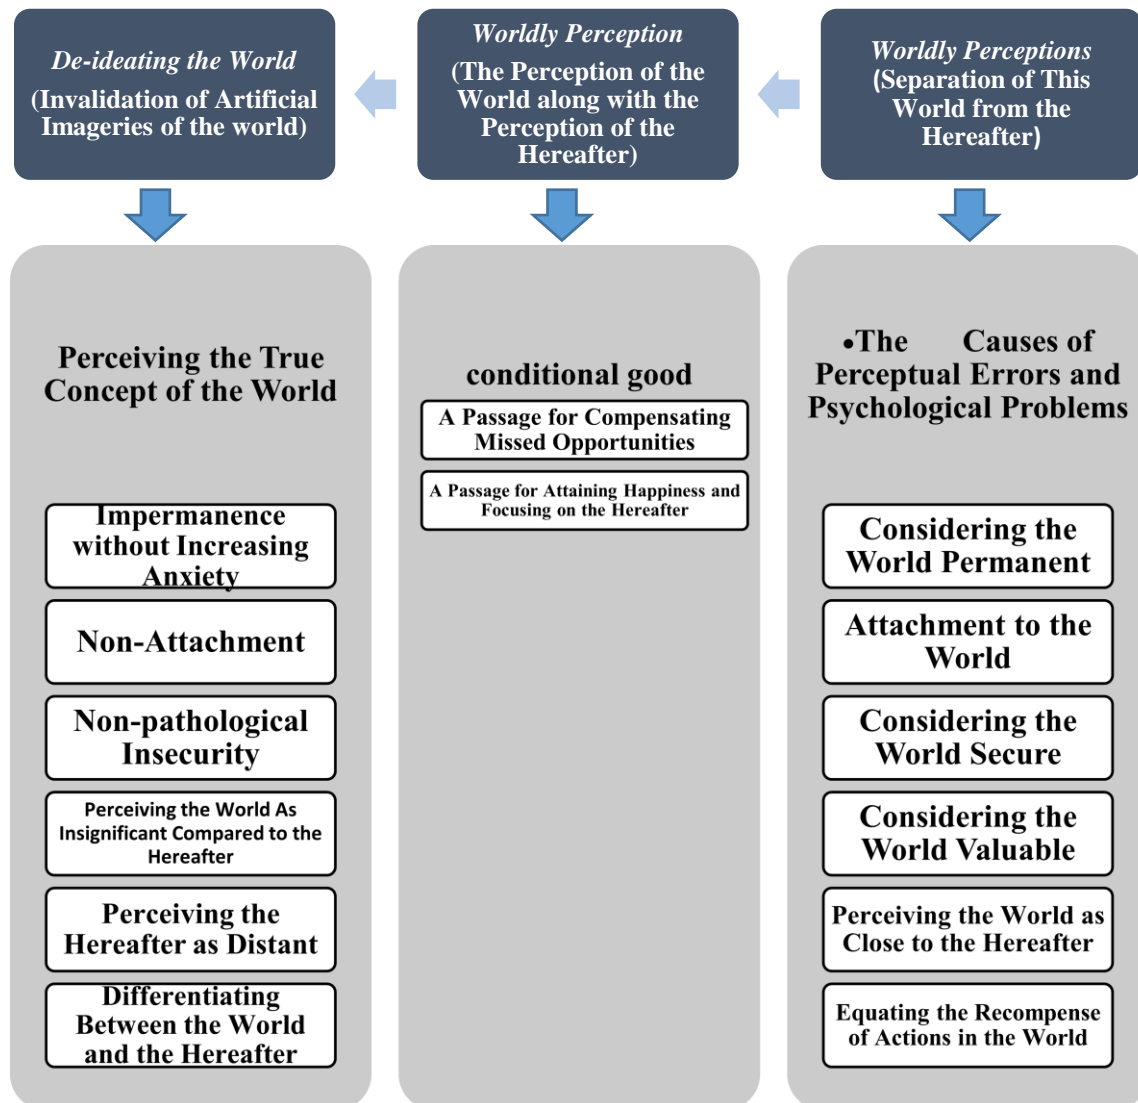 De-ideating the World
(Invalidation of Artificial
Imageries of the world)
Worldly Perception
(The Perception of the
World along with the
Perception of the
Hereafter)
Worldly Perceptions
(Separation of This
World from the
Hereafter)
Perceiving the True
Concept of the World
Impermanence
without Increasing
Anxiety
Non-Attachment
Non-pathological
Insecurity
Perceiving the World As
Insignificant Compared to the
Hereafter
Perceiving the
Hereafter as Distant
Differentiating
Between the World
and the Hereafter
conditional good
A Passage for Compensating
Missed Opportunities
A Passage for Attaining Happiness and
Focusing on the Hereafter
•The Causes of
Perceptual Errors and
Psychological Problems
Considering the
World Permanent
Attachment to the
World
Considering the
World Secure
Considering the
World Valuable
Perceiving the World as
Close to the Hereafter
Equating the Recompense
of Actions in the World